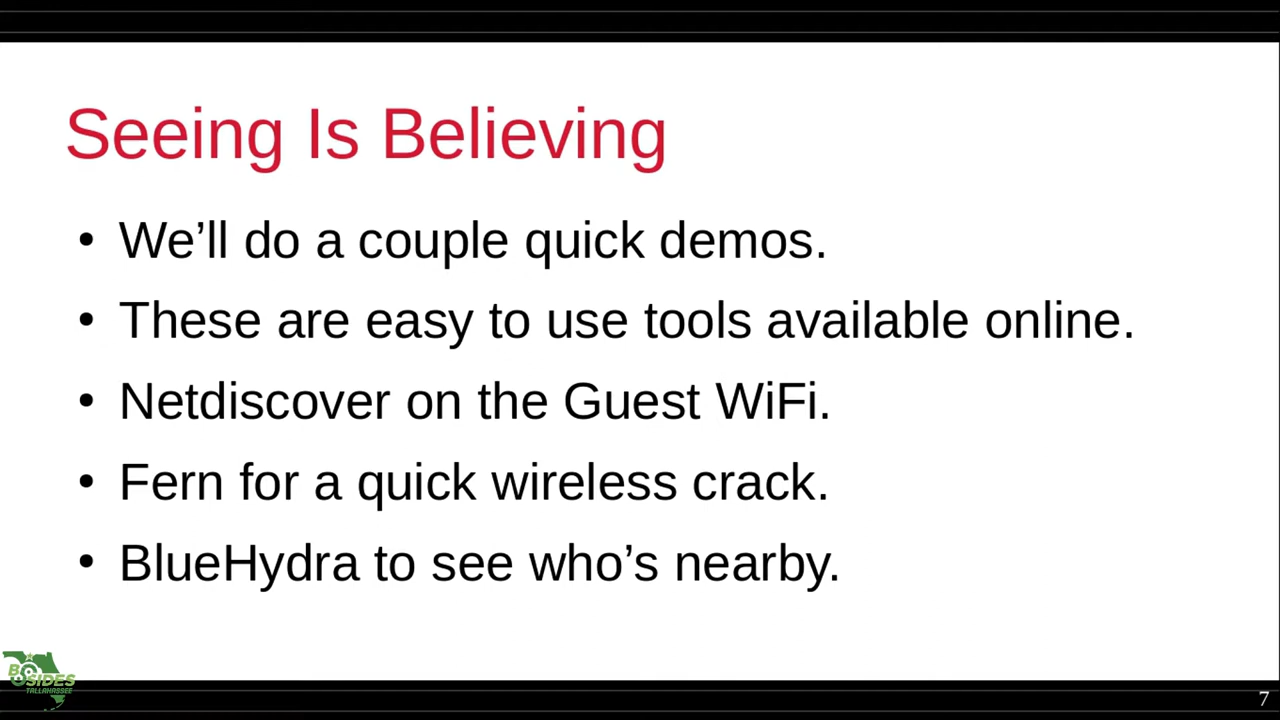 Seeing Is Believing
• We’ll do a couple quick demos.
• These are easy to use tools available online.
• Netdiscover on the Guest WiFi.
• Fern for a quick wireless crack.
• BlueHydra to see who’s nearby.
BSIDES
TALLAHASSEE
7